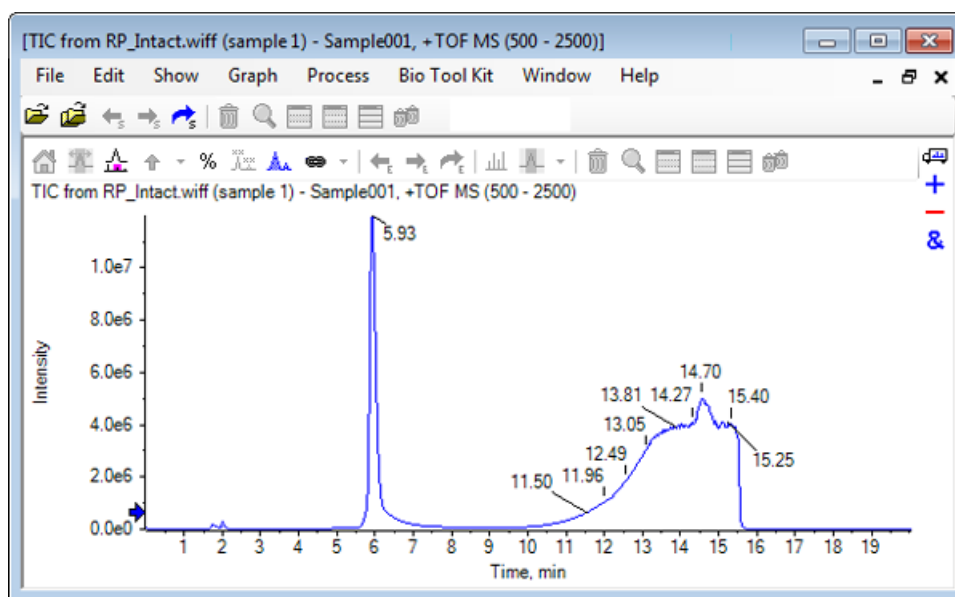 [TIC from RP_Intact.wiff (sample 1) - Sample001, +TOF MS (500 - 2500)]
File Edit Show Graph Process Bio Tool Kit Window Help
S S S
% E E E
TIC from RP_Intact.wiff (sample 1) - Sample001, +TOF MS (500 - 2500)
&
5.93
1.0e7
8.0e6
6.0e6
4.0e6
2.0e6
0.0e0
Intensity
14.70
13.81 14.27 15.40
13.05
12.49
11.96
11.50
15.25
1 2 3 4 5 6 7 8 9 10 11 12 13 14 15 16 17 18 19
Time, min